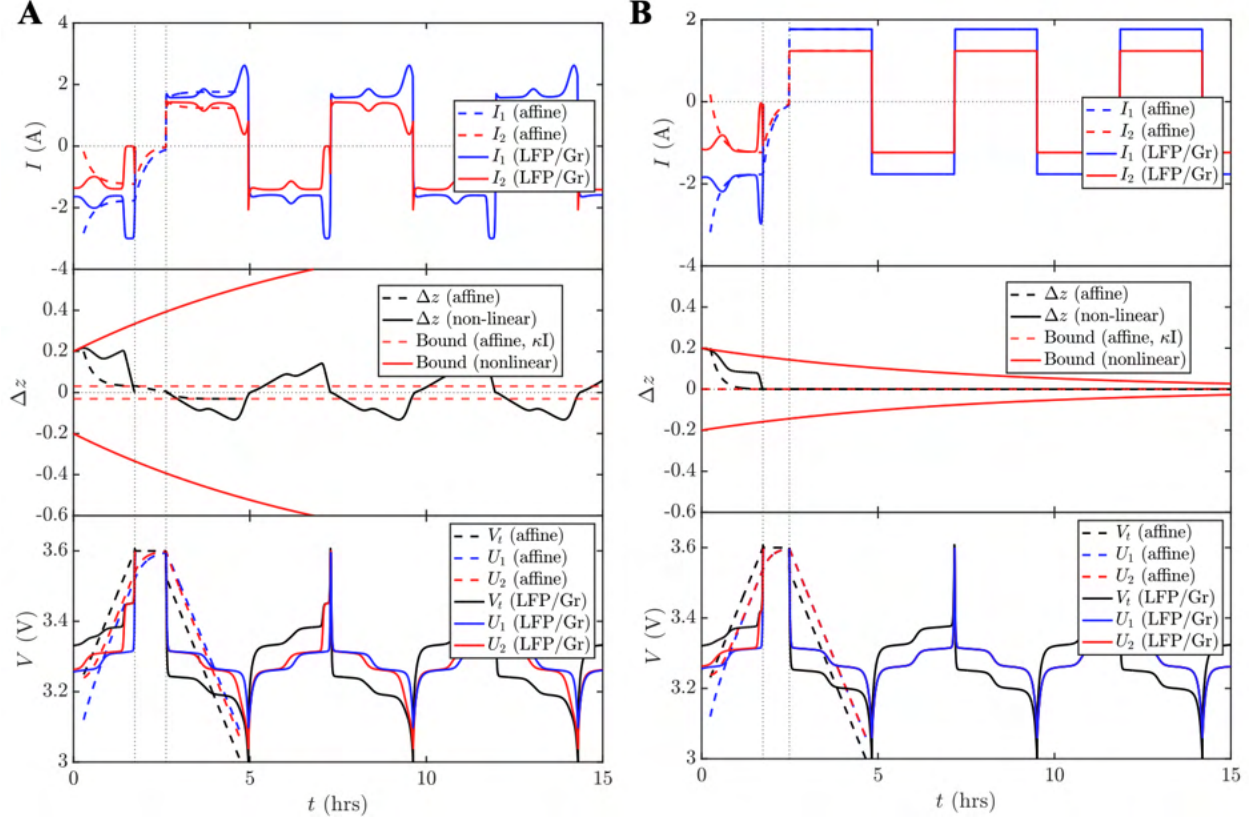 A
4
2
0
-2
-4
I (A)
I₁ (affine)
I₂ (affine)
I₁ (LFP/Gr)
I₂ (LFP/Gr)
0.4
0.2
0
-0.2
-0.4
-0.6
Δz
Δz (affine)
Δz (non-linear)
Bound (affine, κI)
Bound (nonlinear)
3.6
3.4
3.2
3
V (V)
Vₜ (affine)
U₁ (affine)
U₂ (affine)
Vₜ (LFP/Gr)
U₁ (LFP/Gr)
U₂ (LFP/Gr)
0 5 10 15
t (hrs)
B
2
0
-2
-4
I (A)
I₁ (affine)
I₂ (affine)
I₁ (LFP/Gr)
I₂ (LFP/Gr)
0.4
0.2
0
-0.2
-0.4
-0.6
Δz
Δz (affine)
Δz (non-linear)
Bound (affine, κI)
Bound (nonlinear)
3.6
3.4
3.2
3
V (V)
Vₜ (affine)
U₁ (affine)
U₂ (affine)
Vₜ (LFP/Gr)
U₁ (LFP/Gr)
U₂ (LFP/Gr)
0 5 10 15
t (hrs)